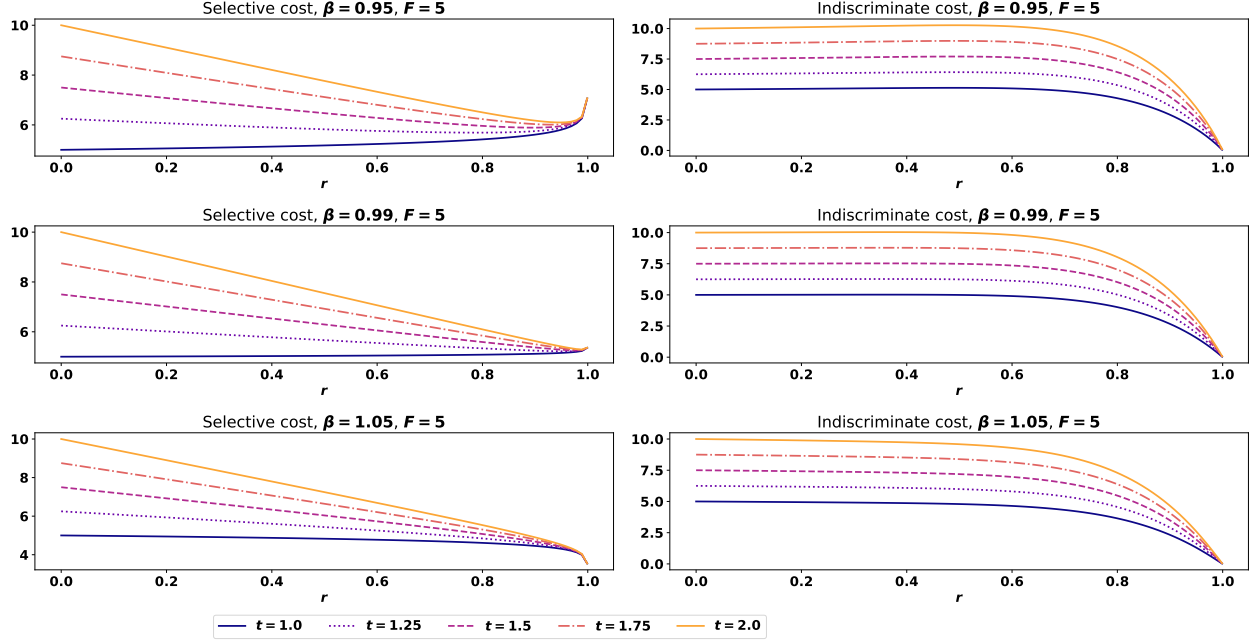 Selective cost, β = 0.95, F = 5
10
8
6
0.0 0.2 0.4 0.6 0.8 1.0
r
Indiscriminate cost, β = 0.95, F = 5
10.0
7.5
5.0
2.5
0.0
0.0 0.2 0.4 0.6 0.8 1.0
r
Selective cost, β = 0.99, F = 5
10
8
6
0.0 0.2 0.4 0.6 0.8 1.0
r
Indiscriminate cost, β = 0.99, F = 5
10.0
7.5
5.0
2.5
0.0
0.0 0.2 0.4 0.6 0.8 1.0
r
Selective cost, β = 1.05, F = 5
10
8
6
4
0.0 0.2 0.4 0.6 0.8 1.0
r
Indiscriminate cost, β = 1.05, F = 5
10.0
7.5
5.0
2.5
0.0
0.0 0.2 0.4 0.6 0.8 1.0
r
t = 1.0 t = 1.25 t = 1.5 t = 1.75 t = 2.0